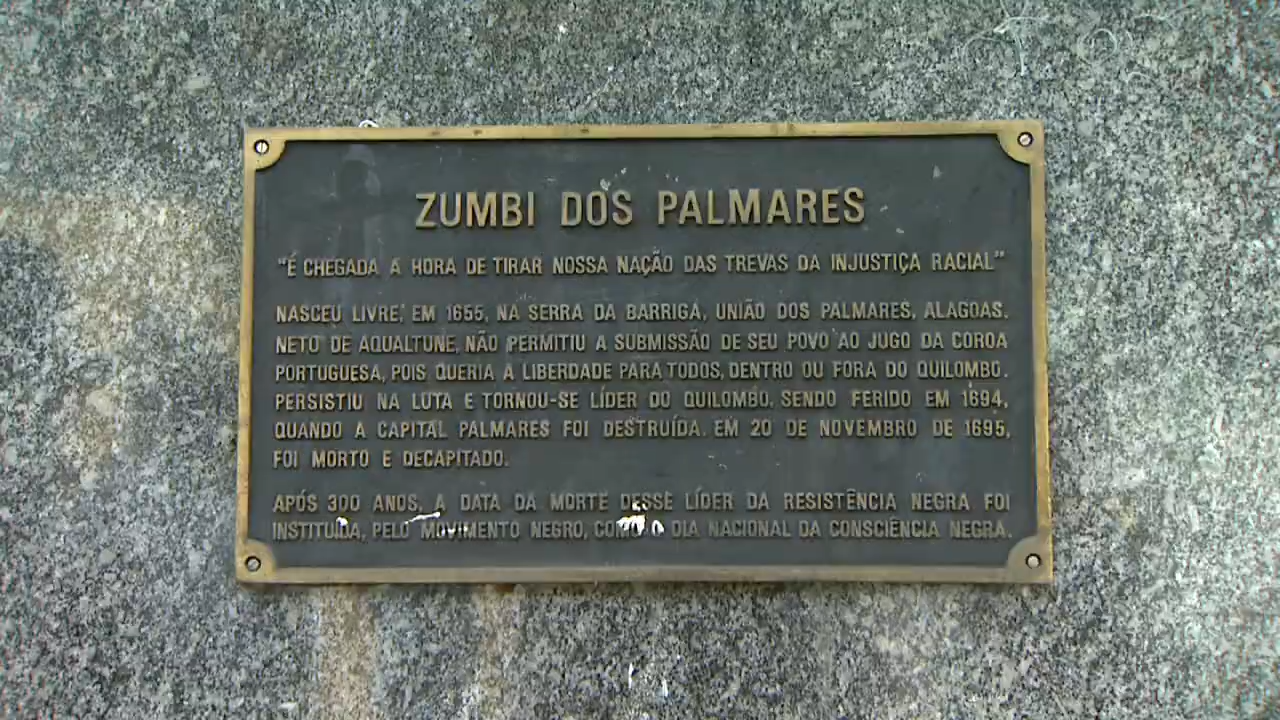 ZUMBI DOS PALMARES
"É CHEGADA A HORA DE TIRAR NOSSA NAÇÃO DAS TREVAS DA INJUSTIÇA RACIAL"
NASCEU LIVRE, EM 1655, NA SERRA DA BARRIGA, UNIÃO DOS PALMARES, ALAGOAS.
NETO DE AQUALTUNE, NÃO PERMITIU A SUBMISSÃO DE SEU POVO AO JUGO DA COROA
PORTUGUESA, POIS QUERIA A LIBERDADE PARA TODOS, DENTRO OU FORA DO QUILOMBO.
PERSISTIU NA LUTA E TORNOU-SE LÍDER DO QUILOMBO, SENDO FERIDO EM 1694,
QUANDO A CAPITAL PALMARES FOI DESTRUÍDA. EM 20 DE NOVEMBRO DE 1695,
FOI MORTO E DECAPITADO.
APÓS 300 ANOS, A DATA DA MORTE DESSE LÍDER DA RESISTÊNCIA NEGRA FOI
INSTITUÍDA, PELO MOVIMENTO NEGRO, COMO O DIA NACIONAL DA CONSCIÊNCIA NEGRA.